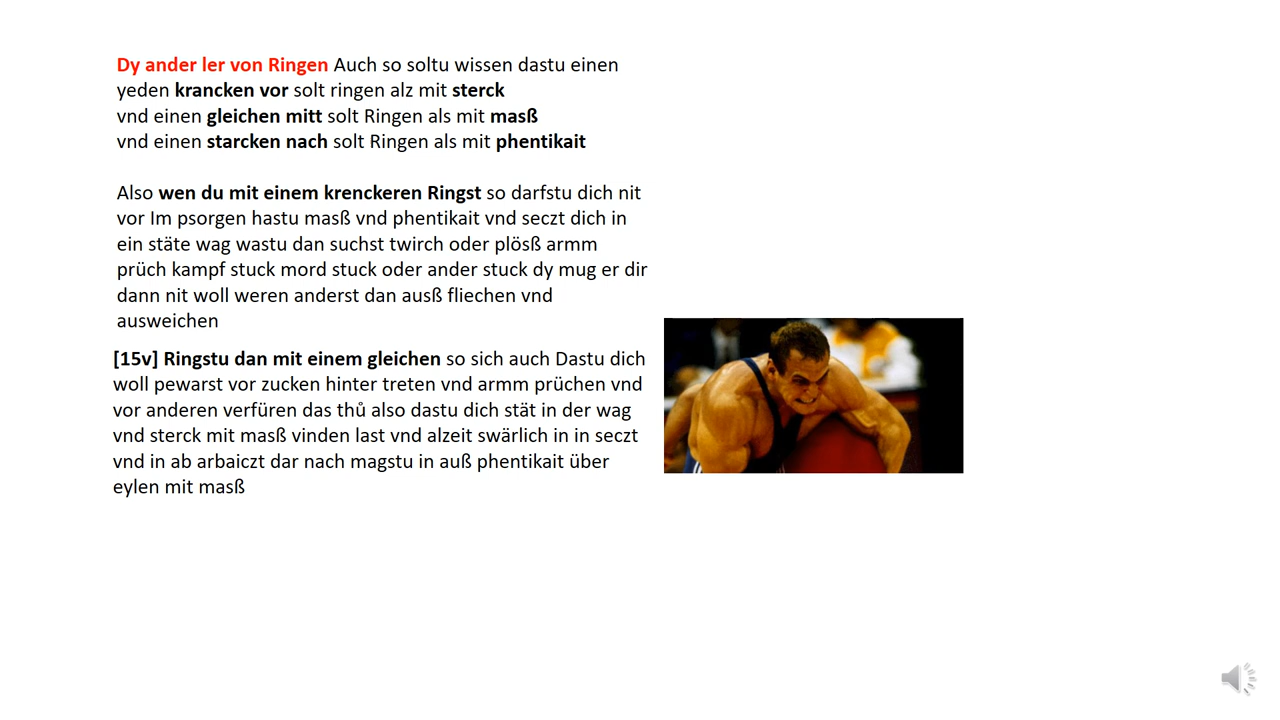 Dy ander ler von Ringen Auch so soltu wissen dastu einen
yeden krancken vor solt ringen alz mit sterck
vnd einen gleichen mitt solt Ringen als mit masß
vnd einen starcken nach solt Ringen als mit phentikait
Also wen du mit einem krenckeren Ringst so darfstu dich nit
vor Im psorgen hastu masß vnd phentikait vnd seczt dich in
ein stäte wag wastu dan suchst twirch oder plösß armm
prüch kampf stuck mord stuck oder ander stuck dy mug er dir
dann nit woll weren anderst dan ausß fliechen vnd
ausweichen
[15v] Ringstu dan mit einem gleichen so sich auch Dastu dich
woll pewarst vor zucken hinter treten vnd armm prüchen vnd
vor anderen verfüren das thů also dastu dich stät in der wag
vnd sterck mit masß vinden last vnd alzeit swärlich in in seczt
vnd in ab arbaiczt dar nach magstu in auß phentikait über
eylen mit masß